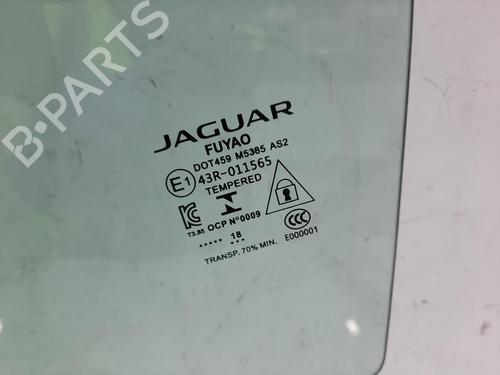 JAGUAR
FUYAO
DOT459 M5385 AS2
E1 43R-011565
TEMPERED
T3.85 OCP N°0009
CCC
••••• 18 •••
E000001
TRANSP. 70% MIN.
B-PARTS